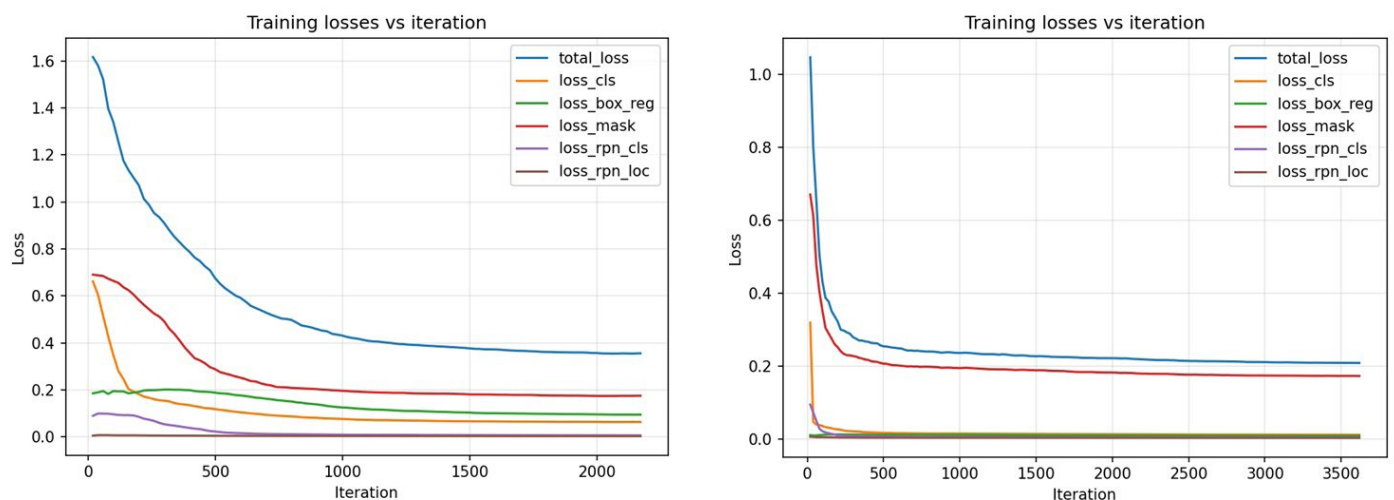 Training losses vs iteration
total_loss
loss_cls
loss_box_reg
loss_mask
loss_rpn_cls
loss_rpn_loc
1.6
1.4
1.2
1.0
0.8
0.6
0.4
0.2
0.0
Loss
0
500
1000
1500
2000
Iteration
Training losses vs iteration
total_loss
loss_cls
loss_box_reg
loss_mask
loss_rpn_cls
loss_rpn_loc
1.0
0.8
0.6
0.4
0.2
0.0
Loss
0
500
1000
1500
2000
2500
3000
3500
Iteration